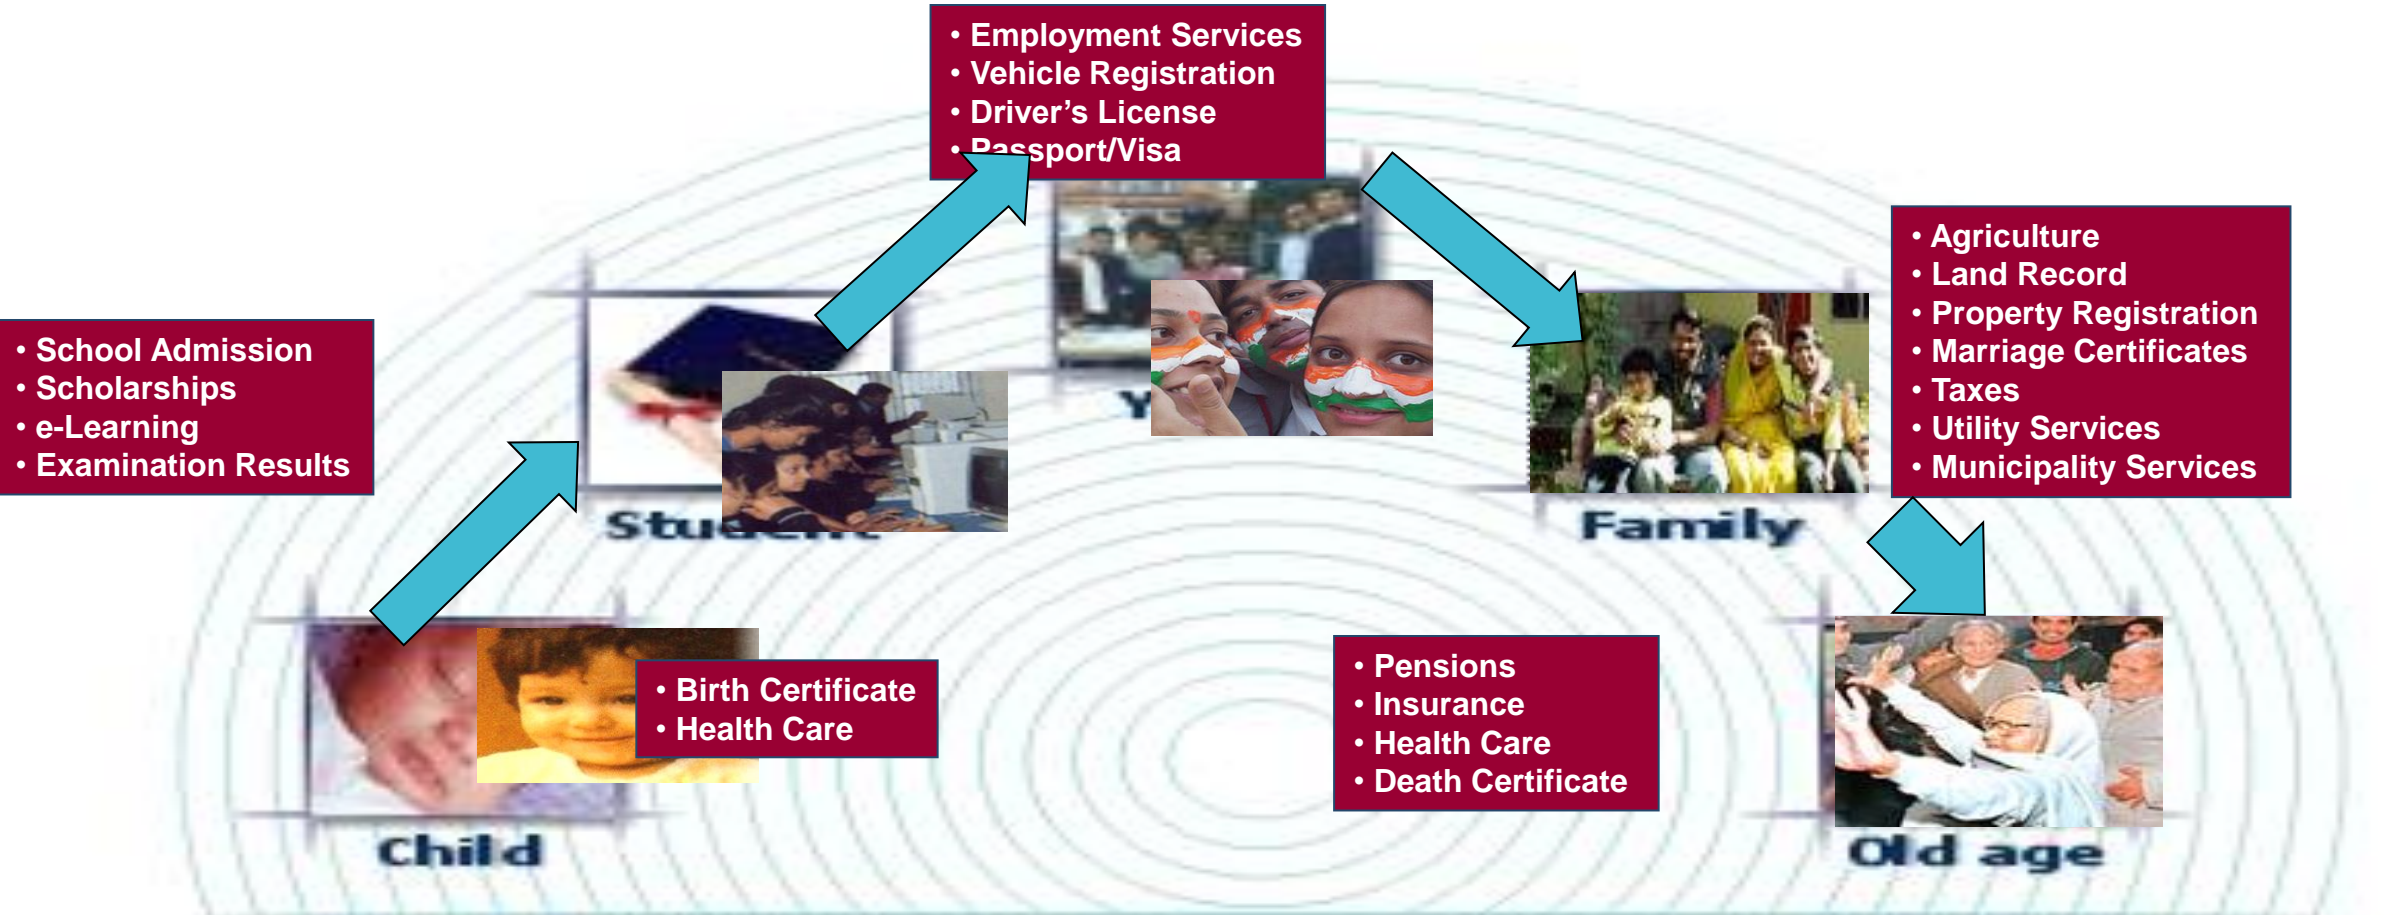 • Employment Services
• Vehicle Registration
• Driver’s License
• Passport/Visa
• School Admission
• Scholarships
• e-Learning
• Examination Results
• Agriculture
• Land Record
• Property Registration
• Marriage Certificates
• Taxes
• Utility Services
• Municipality Services
Student
Family
• Birth Certificate
• Health Care
• Pensions
• Insurance
• Health Care
• Death Certificate
Child
Old age